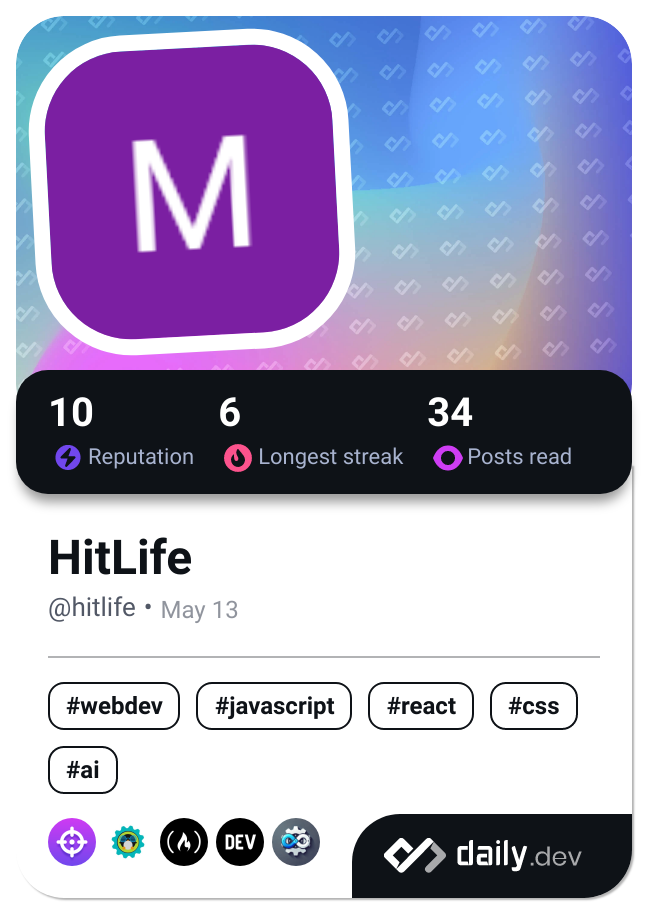 M
10 6 34
Reputation Longest streak Posts read
HitLife
@hitlife • May 13
#webdev #javascript #react #css
#ai
DEV
daily.dev